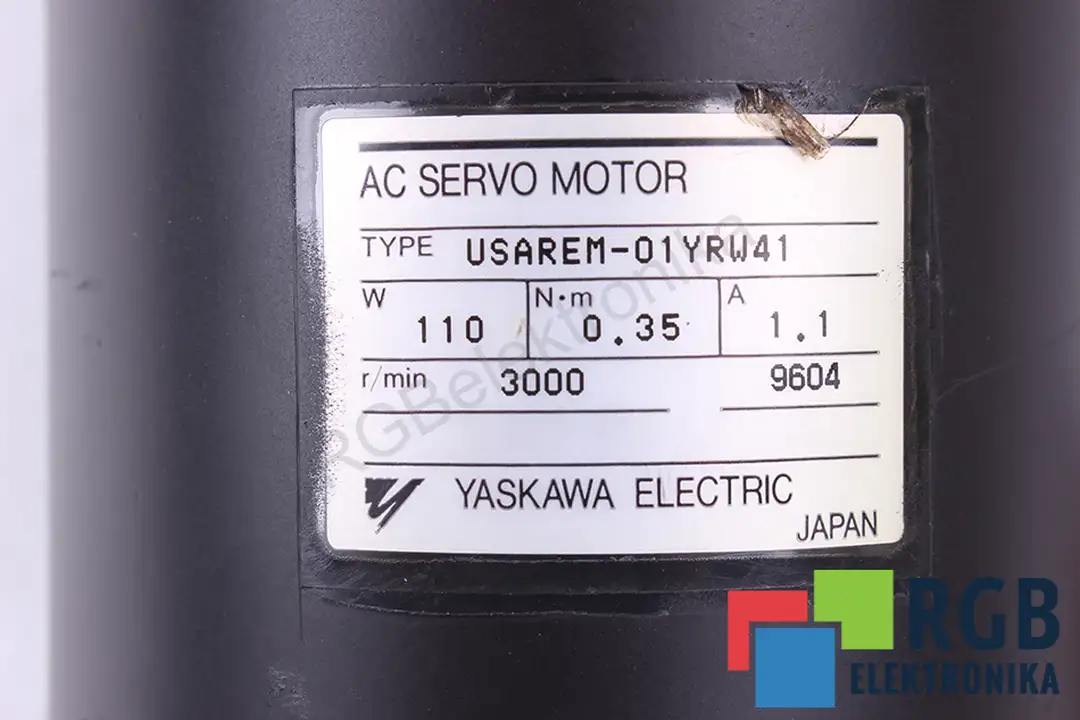 AC SERVO MOTOR
TYPE USAREM-01YRW41
W 110 N·m 0.35 A 1.1
r/min 3000 9604
YASKAWA ELECTRIC
JAPAN
RGBelektronika
RGB
ELEKTRONIKA